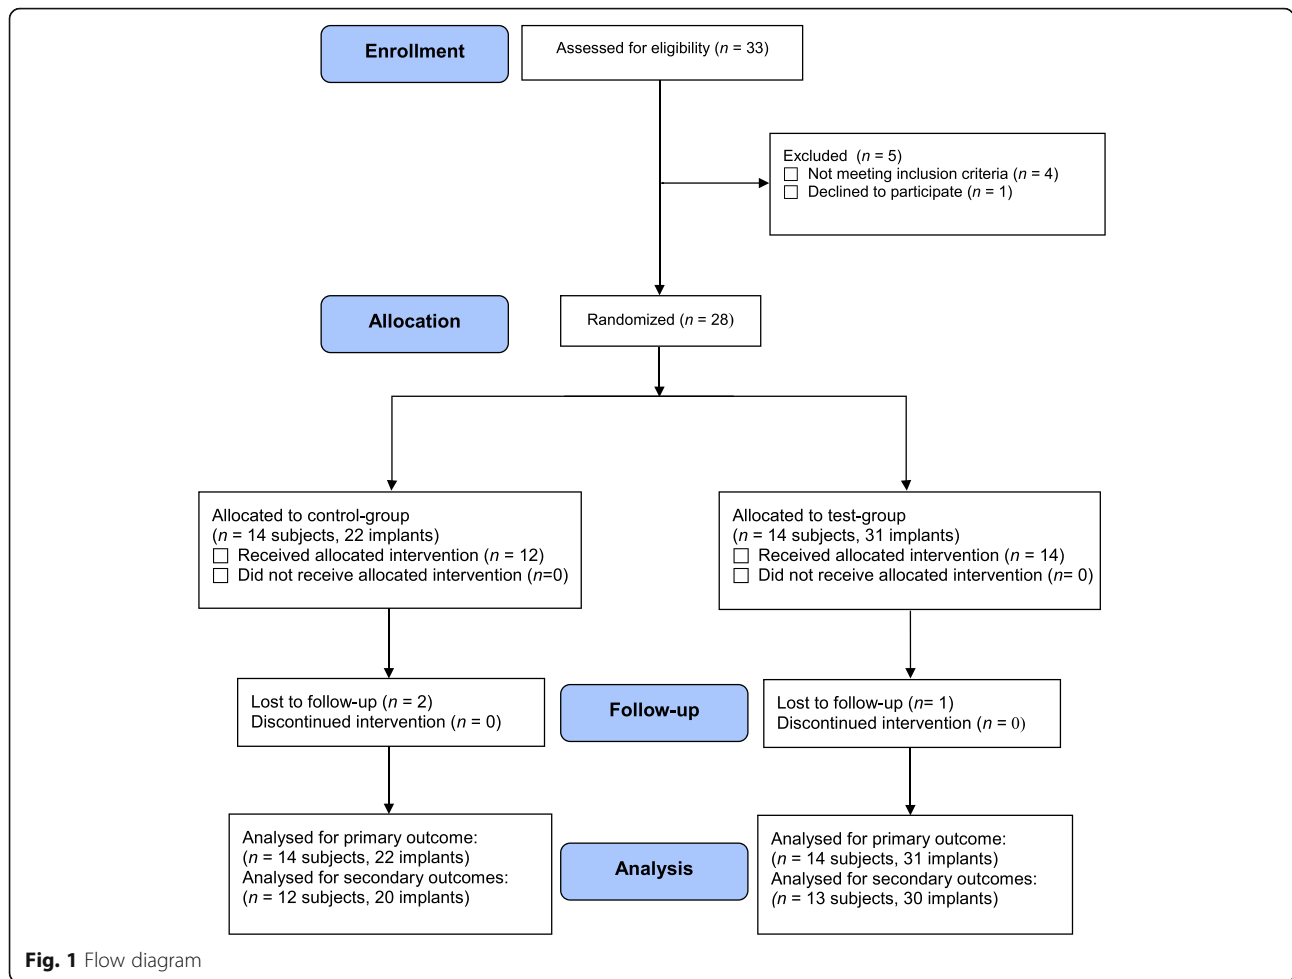 Enrollment
Assessed for eligibility (n = 33)
Excluded (n = 5)
☐ Not meeting inclusion criteria (n = 4)
☐ Declined to participate (n = 1)
Allocation
Randomized (n = 28)
Allocated to control-group
(n = 14 subjects, 22 implants)
☐ Received allocated intervention (n = 12)
☐ Did not receive allocated intervention (n=0)
Allocated to test-group
(n = 14 subjects, 31 implants)
☐ Received allocated intervention (n = 14)
☐ Did not receive allocated intervention (n= 0)
Lost to follow-up (n = 2)
Discontinued intervention (n = 0)
Follow-up
Lost to follow-up (n= 1)
Discontinued intervention (n = 0)
Analysed for primary outcome:
(n = 14 subjects, 22 implants)
Analysed for secondary outcomes:
(n = 12 subjects, 20 implants)
Analysis
Analysed for primary outcome:
(n = 14 subjects, 31 implants)
Analysed for secondary outcomes:
(n = 13 subjects, 30 implants)
Fig. 1 Flow diagram